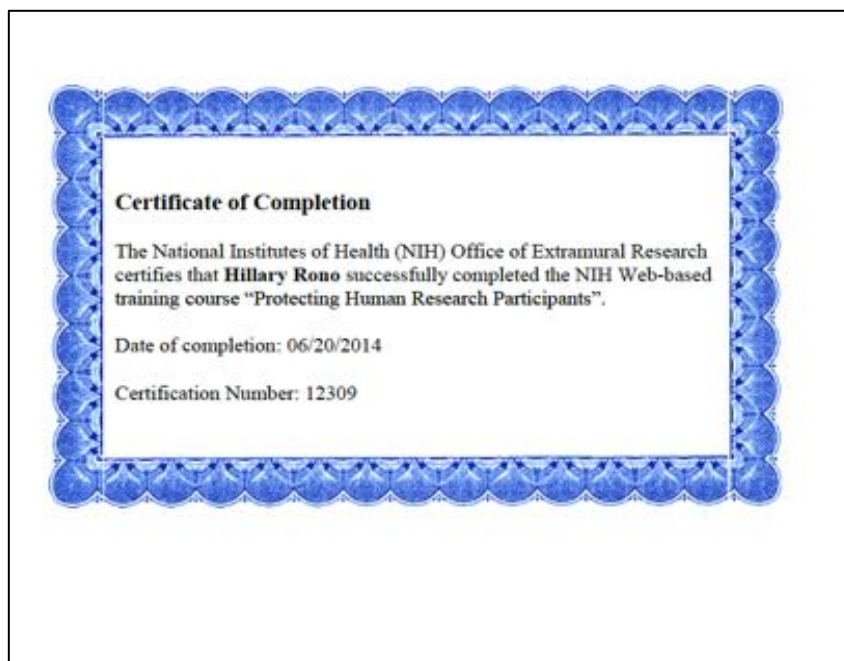 Certificate of Completion
The National Institutes of Health (NIH) Office of Extramural Research
certifies that Hillary Rono successfully completed the NIH Web-based
training course “Protecting Human Research Participants”.
Date of completion: 06/20/2014
Certification Number: 12309